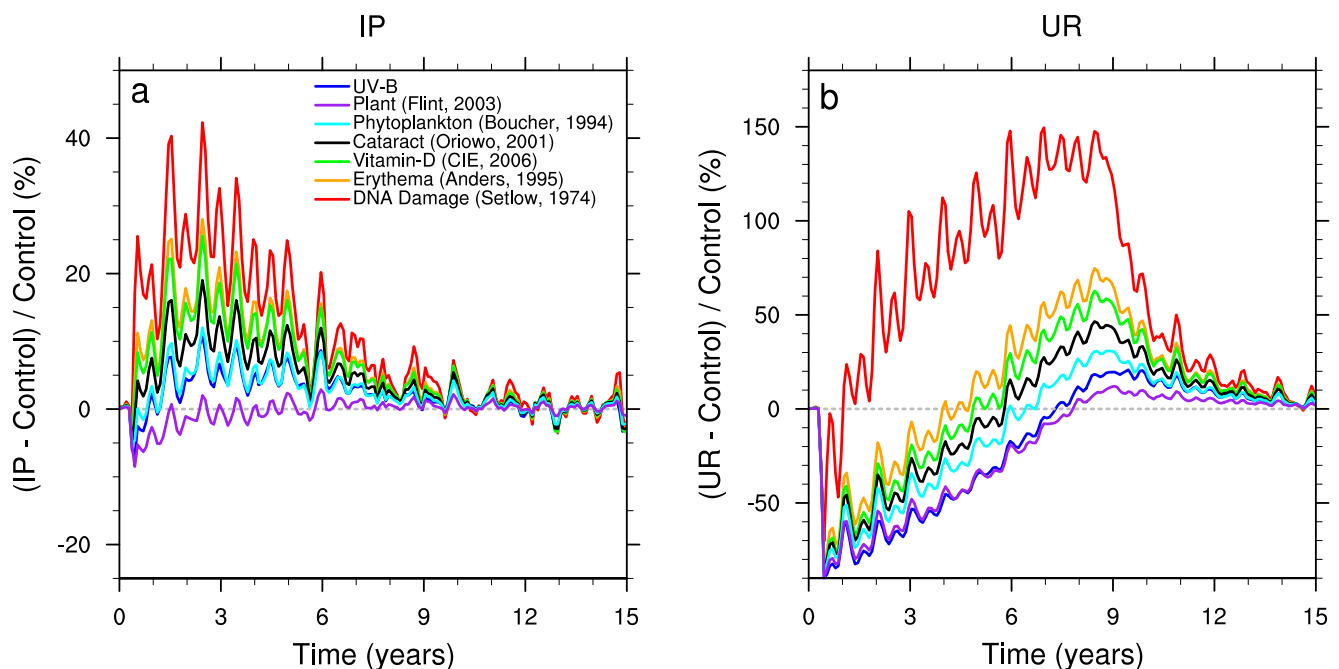 IP
a
UV-B
Plant (Flint, 2003)
Phytoplankton (Boucher, 1994)
Cataract (Oriowo, 2001)
Vitamin-D (CIE, 2006)
Erythema (Anders, 1995)
DNA Damage (Setlow, 1974)
(IP - Control) / Control (%)
40
20
0
-20
0 3 6 9 12 15
Time (years)
UR
b
(UR - Control) / Control (%)
150
100
50
0
-50
0 3 6 9 12 15
Time (years)